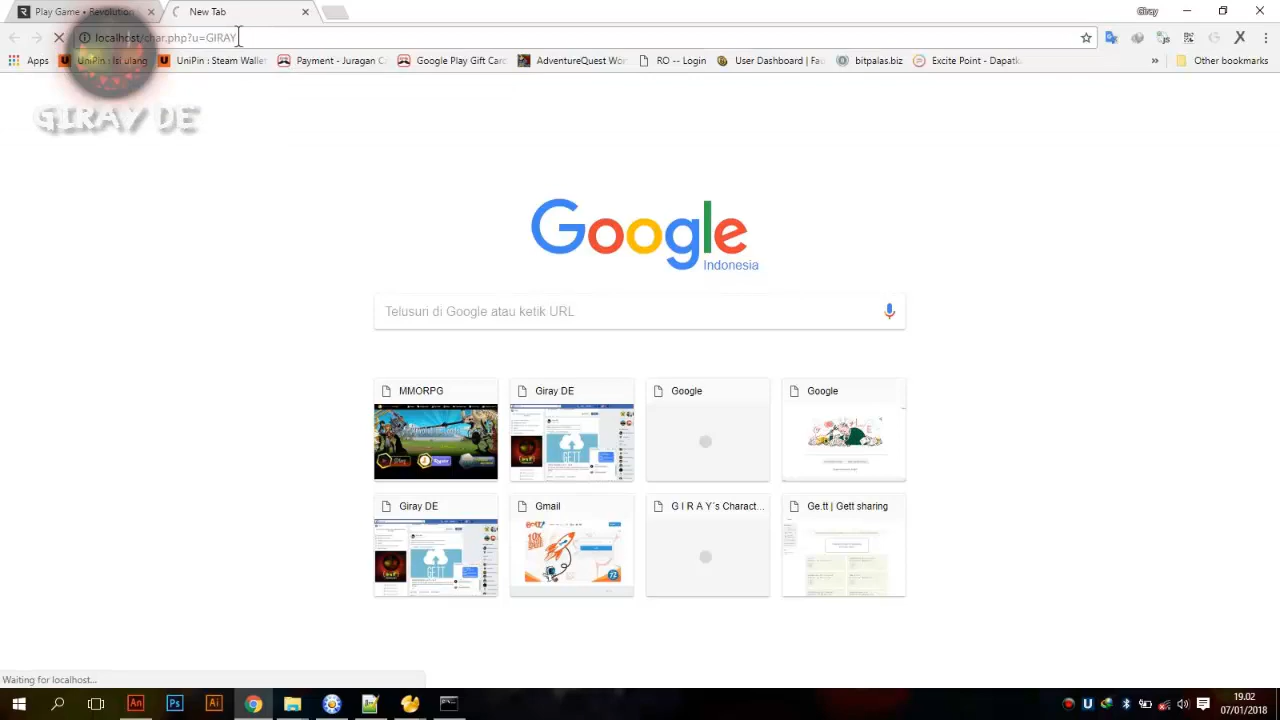 Play Game • Revolution
New Tab
Giray
localhost/char.php?u=GIRAY
Apps
UniPin : Isi ulang
UniPin : Steam Wallet
Payment - Juragan C
Google Play Gift Card
AdventureQuest Wor
RO -- Login
User Dashboard | Fa
bitpalas.biz
Excite Point - Dapatk
»
Other bookmarks
GIRAY DE
Google
Indonesia
Telusuri di Google atau ketik URL
MMORPG
Giray DE
Google
Google
Giray DE
Gmail
G I R A Y's Charact...
Ge.tt | Gett sharing
Waiting for localhost...
An
Ps
Ai
19.02
07/01/2018